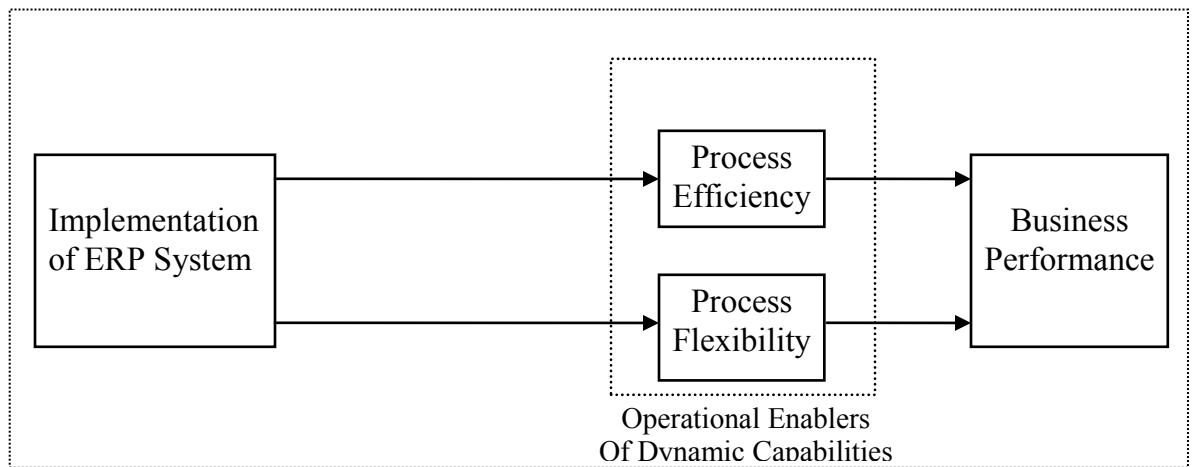 Implementation
of ERP System
Process
Efficiency
Process
Flexibility
Business
Performance
Operational Enablers
Of Dynamic Capabilities